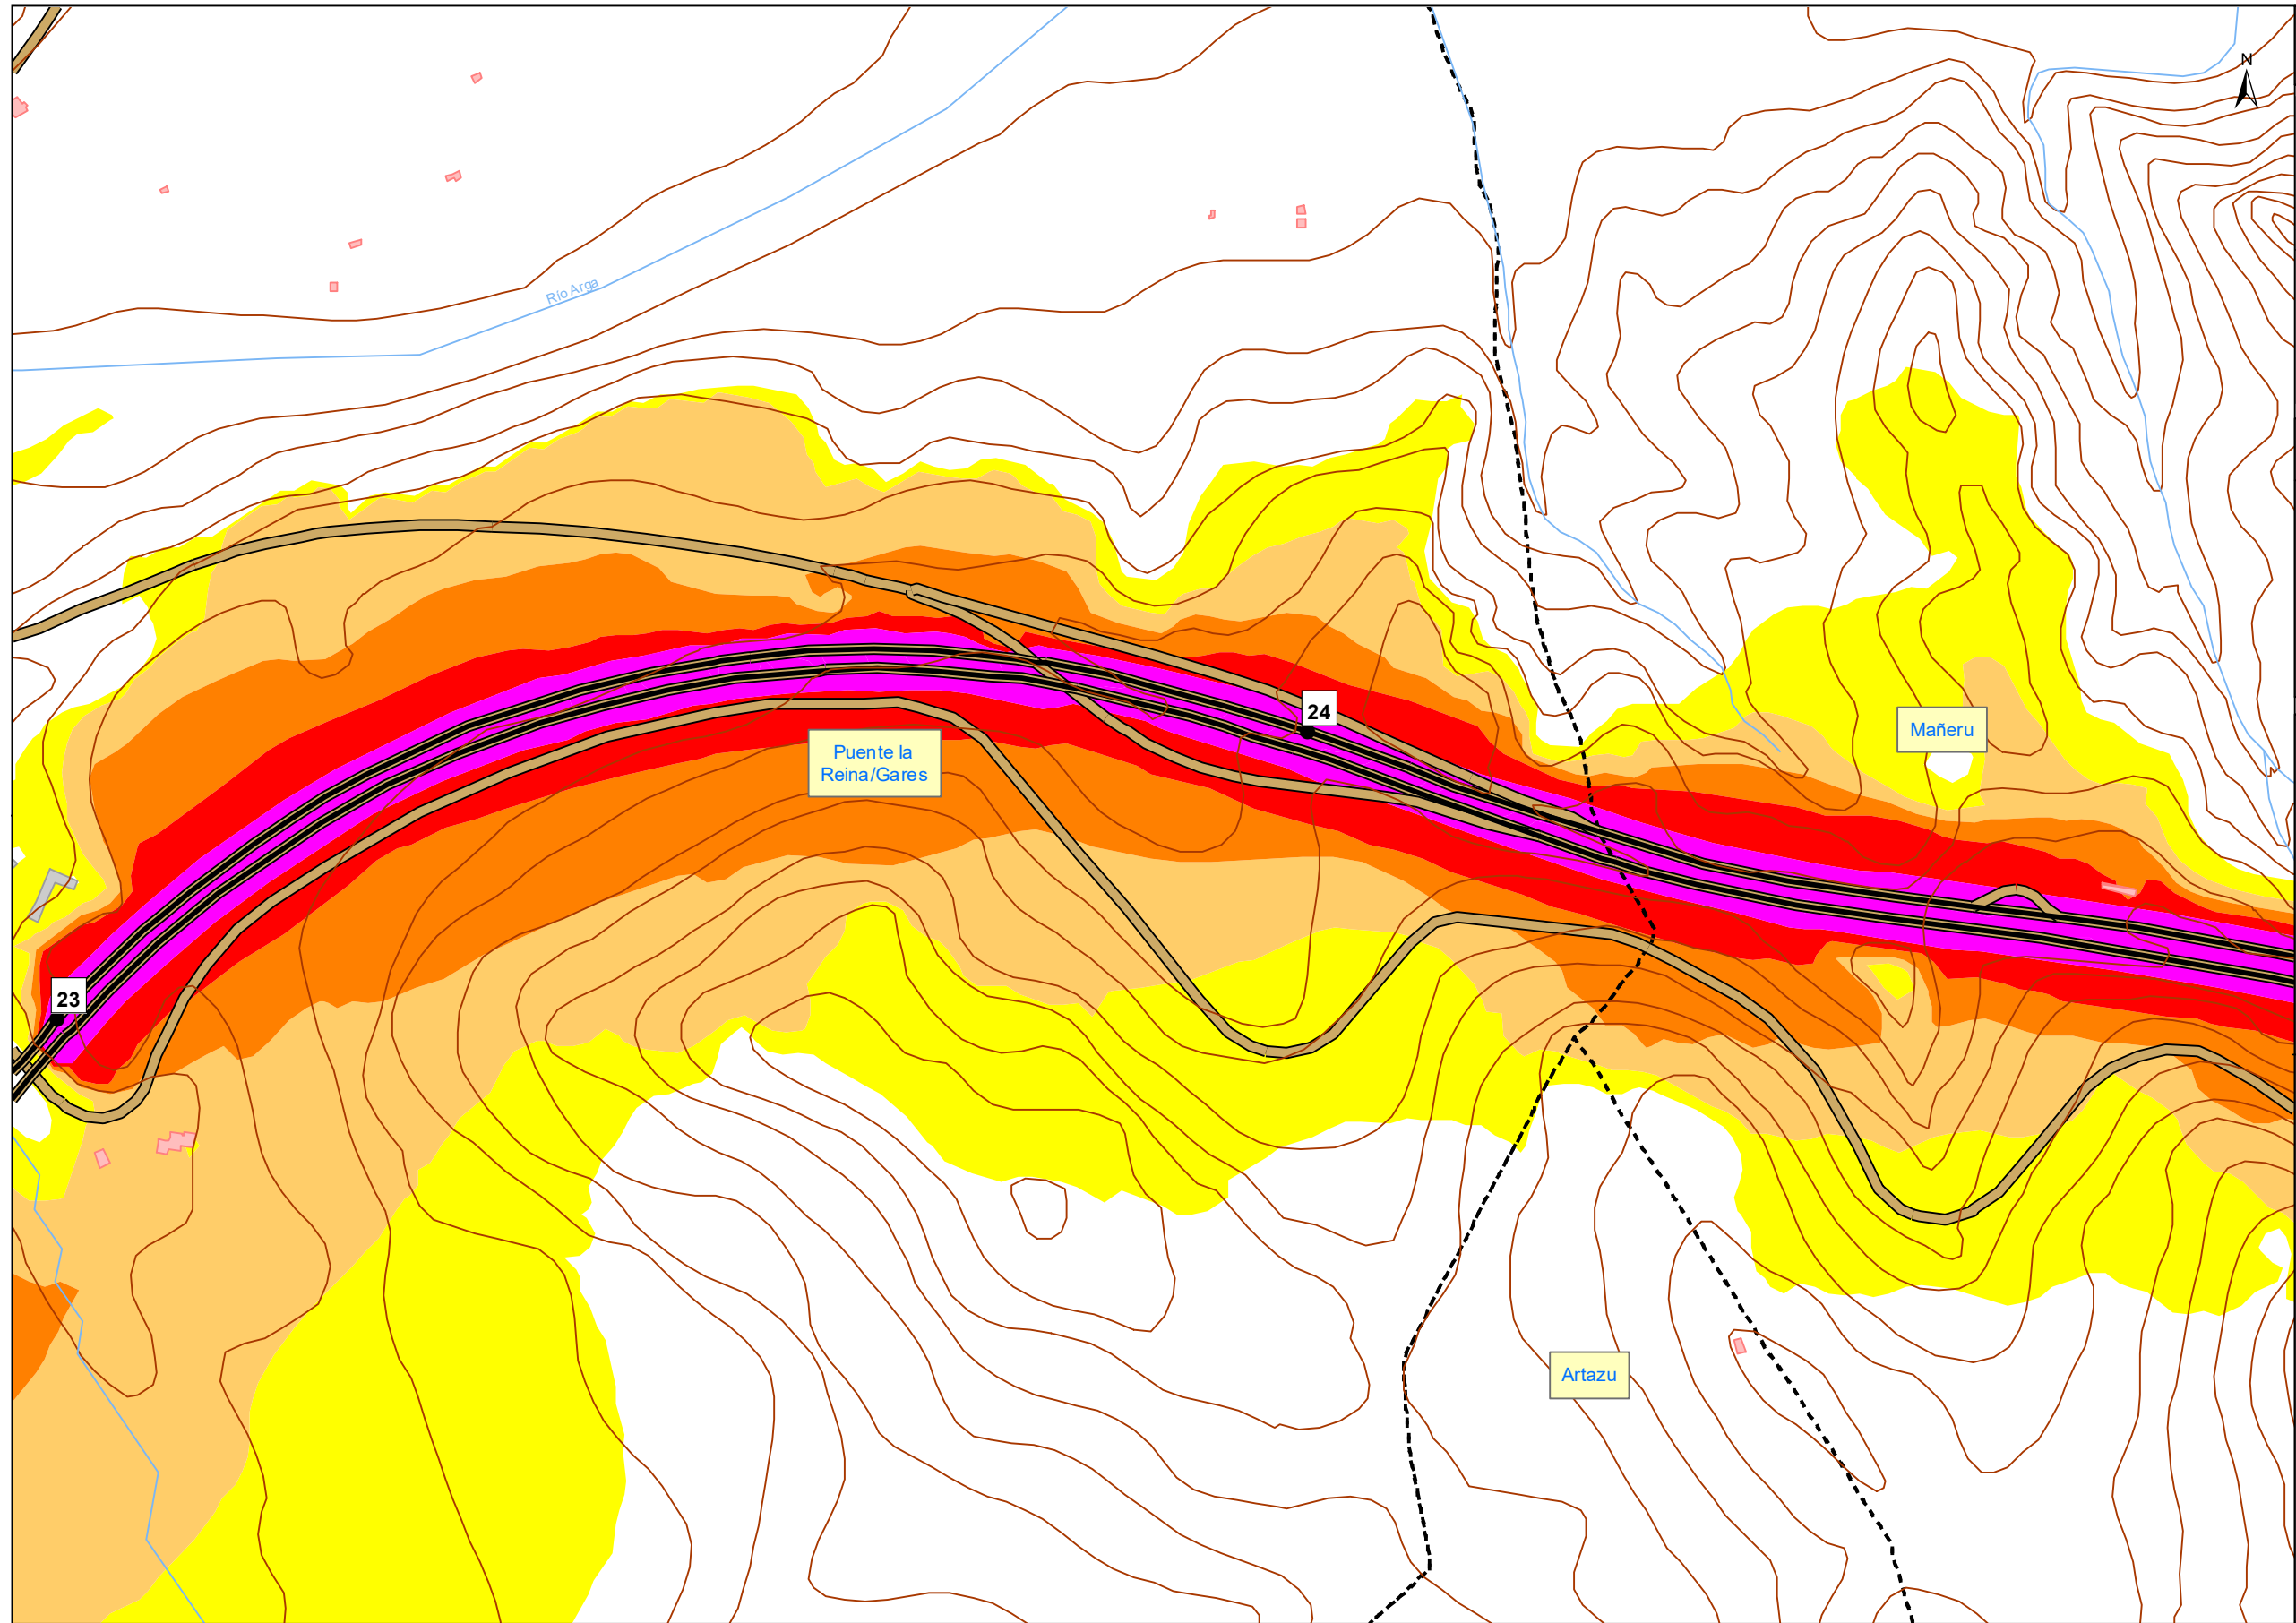 N
Río Arga
24
Mañeru
Puente la
Reina/Gares
23
Artazu